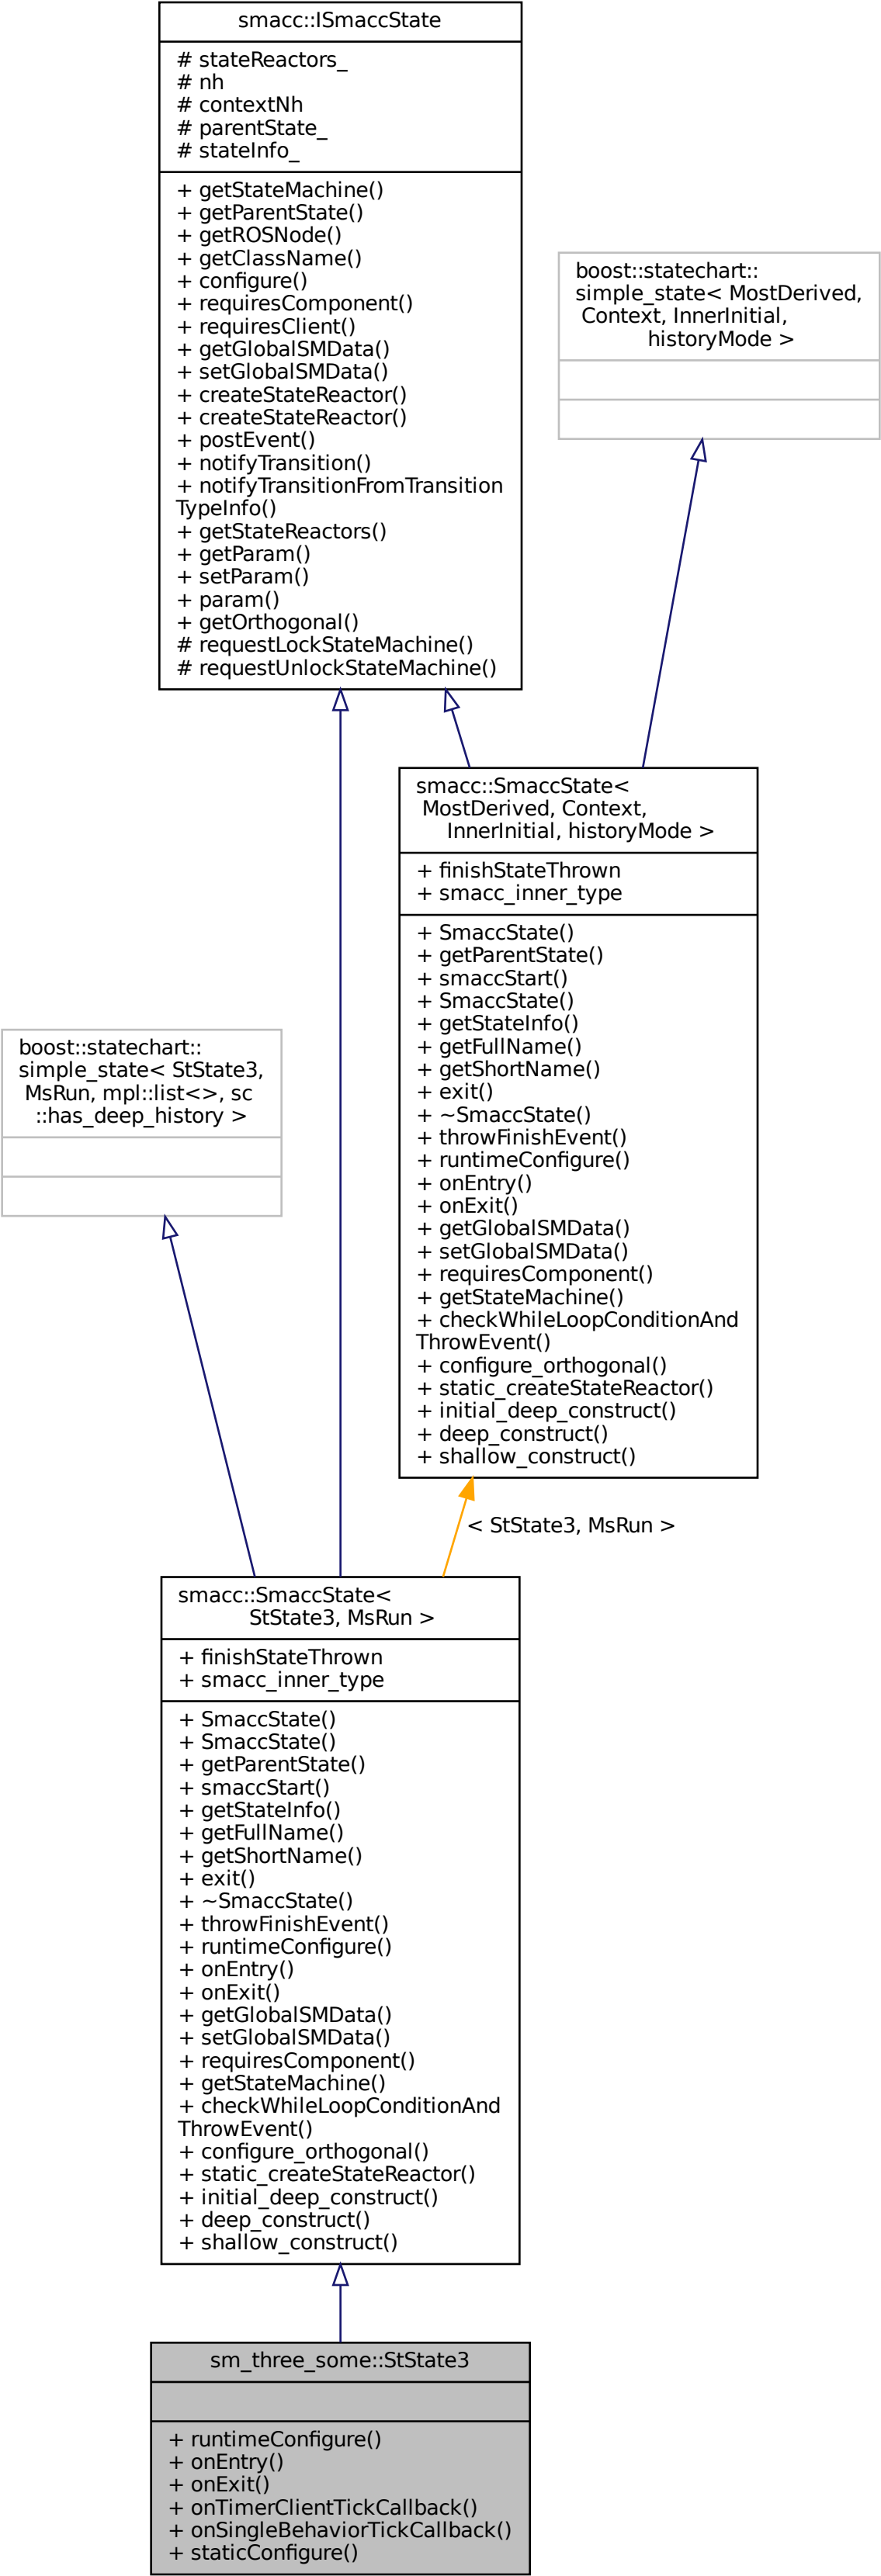 smacc::ISmaccState
# stateReactors_
# nh
# contextNh
# parentState_
# stateInfo_
+ getStateMachine()
+ getParentState()
+ getROSNode()
+ getClassName()
+ configure()
+ requiresComponent()
+ requiresClient()
+ getGlobalSMData()
+ setGlobalSMData()
+ createStateReactor()
+ createStateReactor()
+ postEvent()
+ notifyTransition()
+ notifyTransitionFromTransition
TypeInfo()
+ getStateReactors()
+ getParam()
+ setParam()
+ param()
+ getOrthogonal()
# requestLockStateMachine()
# requestUnlockStateMachine()
boost::statechart::
simple_state< MostDerived,
Context, InnerInitial,
historyMode >
smacc::SmaccState<
MostDerived, Context,
InnerInitial, historyMode >
+ finishStateThrown
+ smacc_inner_type
+ SmaccState()
+ getParentState()
+ smaccStart()
+ SmaccState()
+ getStateInfo()
+ getFullName()
+ getShortName()
+ exit()
+ ~SmaccState()
+ throwFinishEvent()
+ runtimeConfigure()
+ onEntry()
+ onExit()
+ getGlobalSMData()
+ setGlobalSMData()
+ requiresComponent()
+ getStateMachine()
+ checkWhileLoopConditionAnd
ThrowEvent()
+ configure_orthogonal()
+ static_createStateReactor()
+ initial_deep_construct()
+ deep_construct()
+ shallow_construct()
boost::statechart::
simple_state< StState3,
MsRun, mpl::list<>, sc
::has_deep_history >
< StState3, MsRun >
smacc::SmaccState<
StState3, MsRun >
+ finishStateThrown
+ smacc_inner_type
+ SmaccState()
+ SmaccState()
+ getParentState()
+ smaccStart()
+ getStateInfo()
+ getFullName()
+ getShortName()
+ exit()
+ ~SmaccState()
+ throwFinishEvent()
+ runtimeConfigure()
+ onEntry()
+ onExit()
+ getGlobalSMData()
+ setGlobalSMData()
+ requiresComponent()
+ getStateMachine()
+ checkWhileLoopConditionAnd
ThrowEvent()
+ configure_orthogonal()
+ static_createStateReactor()
+ initial_deep_construct()
+ deep_construct()
+ shallow_construct()
sm_three_some::StState3
+ runtimeConfigure()
+ onEntry()
+ onExit()
+ onTimerClientTickCallback()
+ onSingleBehaviorTickCallback()
+ staticConfigure()